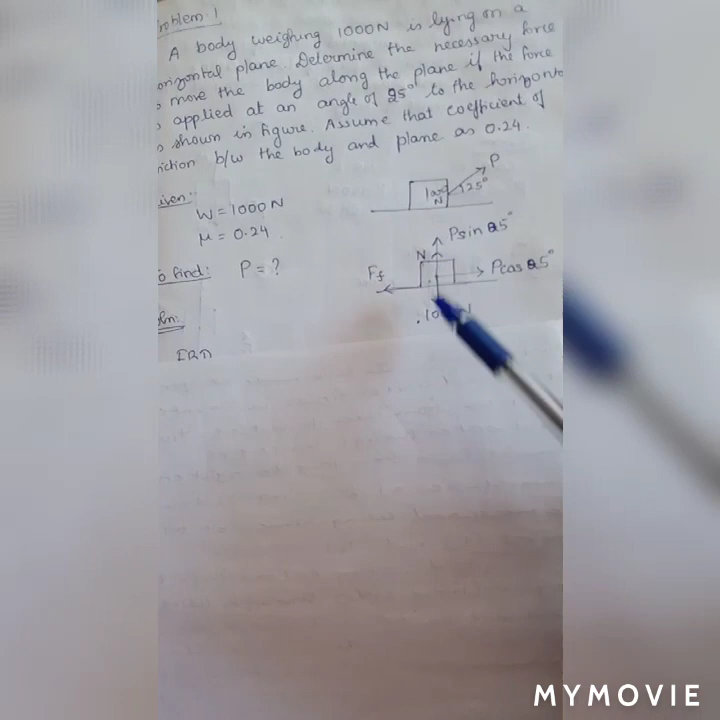 roblem 1
A body weighing 1000N is lying on a
orizontal plane. Determine the necessary force
o move the body along the plane if the force
applied at an angle of 25° to the horizonta
s shown in figure. Assume that coefficient of
riction b/w the body and plane as 0.24.
iven:
W = 1000N
μ = 0.24
1000 N
P
25°
o find: P = ?
Psin 25°
N
Ff
Pcos 25°
oln:
ΣRD
MYMOVIE